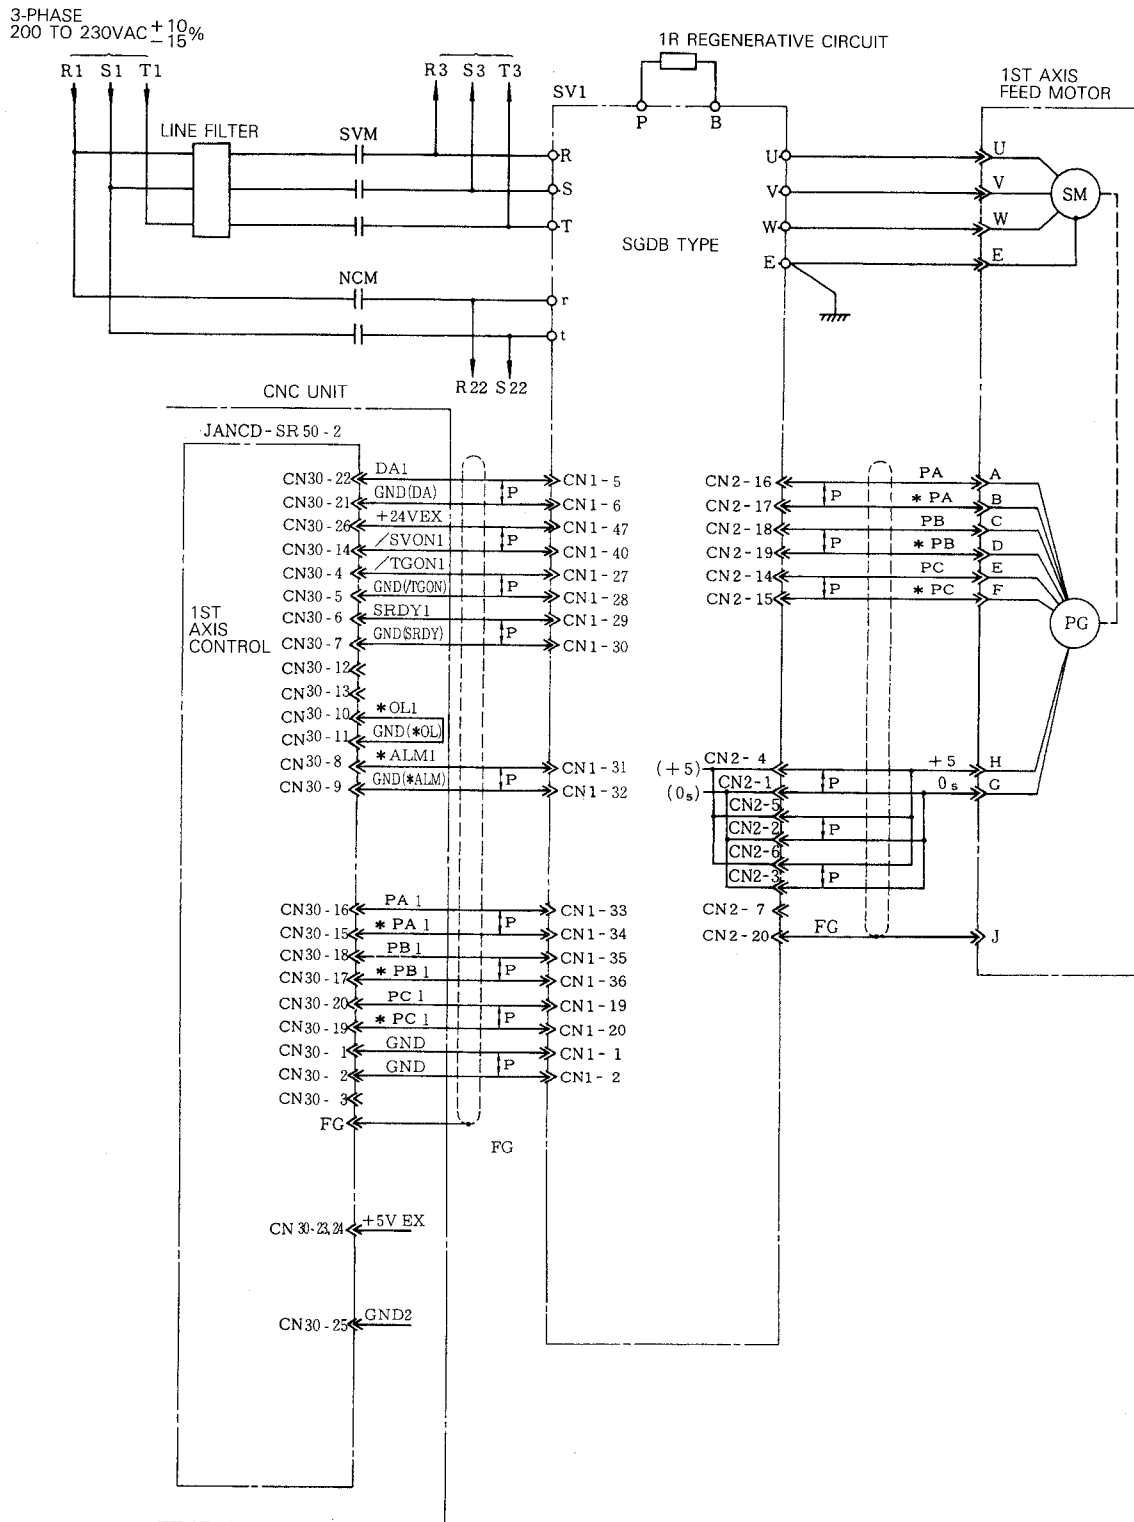 3-PHASE
200 TO 230VAC +10 −15 %
R1 S1 T1
R3 S3 T3
1R REGENERATIVE CIRCUIT
SV1
P B
1ST AXIS
FEED MOTOR
LINE FILTER
SVM
R
S
T
U
V
W
E
U
V
W
E
SM
SGDB TYPE
NCM
r
t
R22 S22
CNC UNIT
JANCD-SR50-2
1ST
AXIS
CONTROL
CN30-22 DA1 CN1-5
P
CN30-21 GND(DA) CN1-6
CN30-26 +24VEX CN1-47
P
CN30-14 /SVON1 CN1-40
CN30-4 /TGON1 CN1-27
P
CN30-5 GND(/TGON) CN1-28
CN30-6 SRDY1 CN1-29
P
CN30-7 GND(SRDY) CN1-30
CN30-12
CN30-13
CN30-10 *OL1
CN30-11 GND(*OL)
CN30-8 *ALM1 CN1-31
P
CN30-9 GND(*ALM) CN1-32
CN30-16 PA1 CN1-33
P
CN30-15 *PA1 CN1-34
CN30-18 PB1 CN1-35
P
CN30-17 *PB1 CN1-36
CN30-20 PC1 CN1-19
P
CN30-19 *PC1 CN1-20
CN30-1 GND CN1-1
P
CN30-2 GND CN1-2
CN30-3
FG
FG
CN30-23,24 +5VEX
CN30-25 GND2
CN2-16 PA A
P
CN2-17 *PA B
CN2-18 PB C
P
CN2-19 *PB D
CN2-14 PC E
P
CN2-15 *PC F
PG
(+5) CN2-4 +5 H
P
(0s) CN2-1 0s G
CN2-5
P
CN2-2
CN2-6
P
CN2-3
CN2-7
CN2-20 FG J